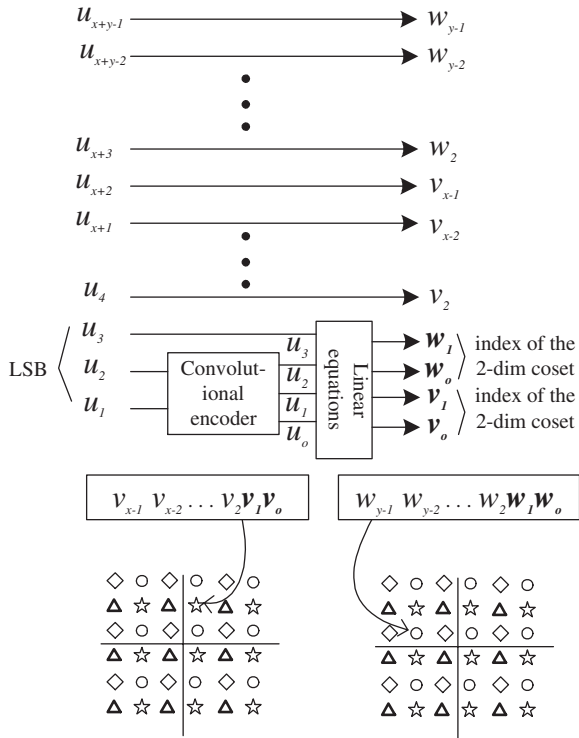 u_{x+y-1} w_{y-1}
u_{x+y-2} w_{y-2}
u_{x+3} w_2
u_{x+2} v_{x-1}
u_{x+1} v_{x-2}
u_4 v_2
u_3 u_3 w_1 index of the
LSB u_2 Convolut- u_2 Linear w_o 2-dim coset
ional u_1 equations v_1 index of the
u_1 encoder u_o v_o 2-dim coset
v_{x-1} v_{x-2} ... v_2 v_1 v_o w_{y-1} w_{y-2} ... w_2 w_1 w_o